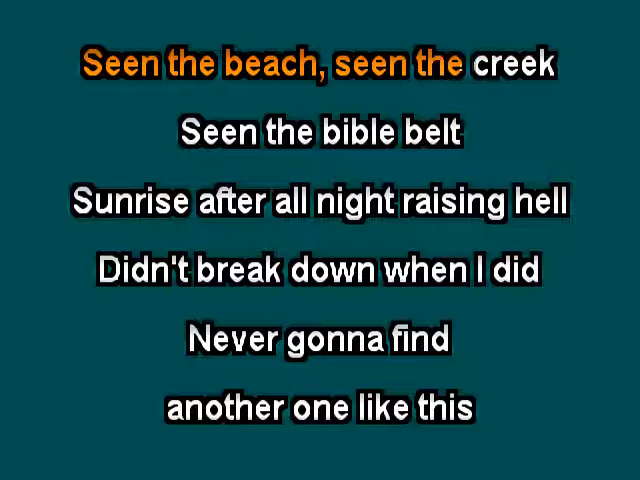 Seen the beach, seen the creek
Seen the bible belt
Sunrise after all night raising hell
Didn't break down when I did
Never gonna find
another one like this